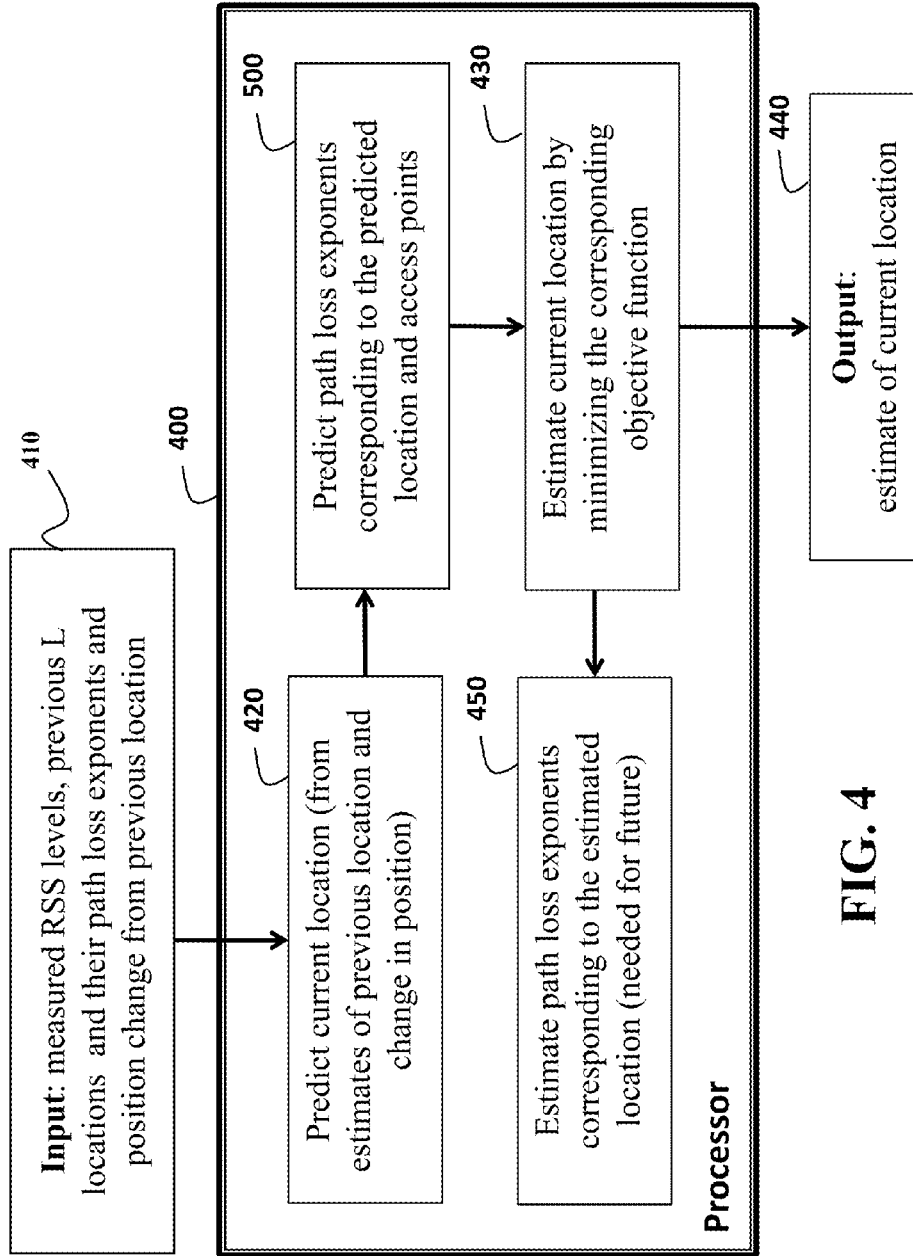 410
Input: measured RSS levels, previous L
locations and their path loss exponents and
position change from previous location
400
420
Predict current location (from
estimates of previous location and
change in position)
500
Predict path loss exponents
corresponding to the predicted
location and access points
450
Estimate path loss exponents
corresponding to the estimated
location (needed for future)
430
Estimate current location by
minimizing the corresponding
objective function
Processor
440
Output:
estimate of current location
FIG. 4